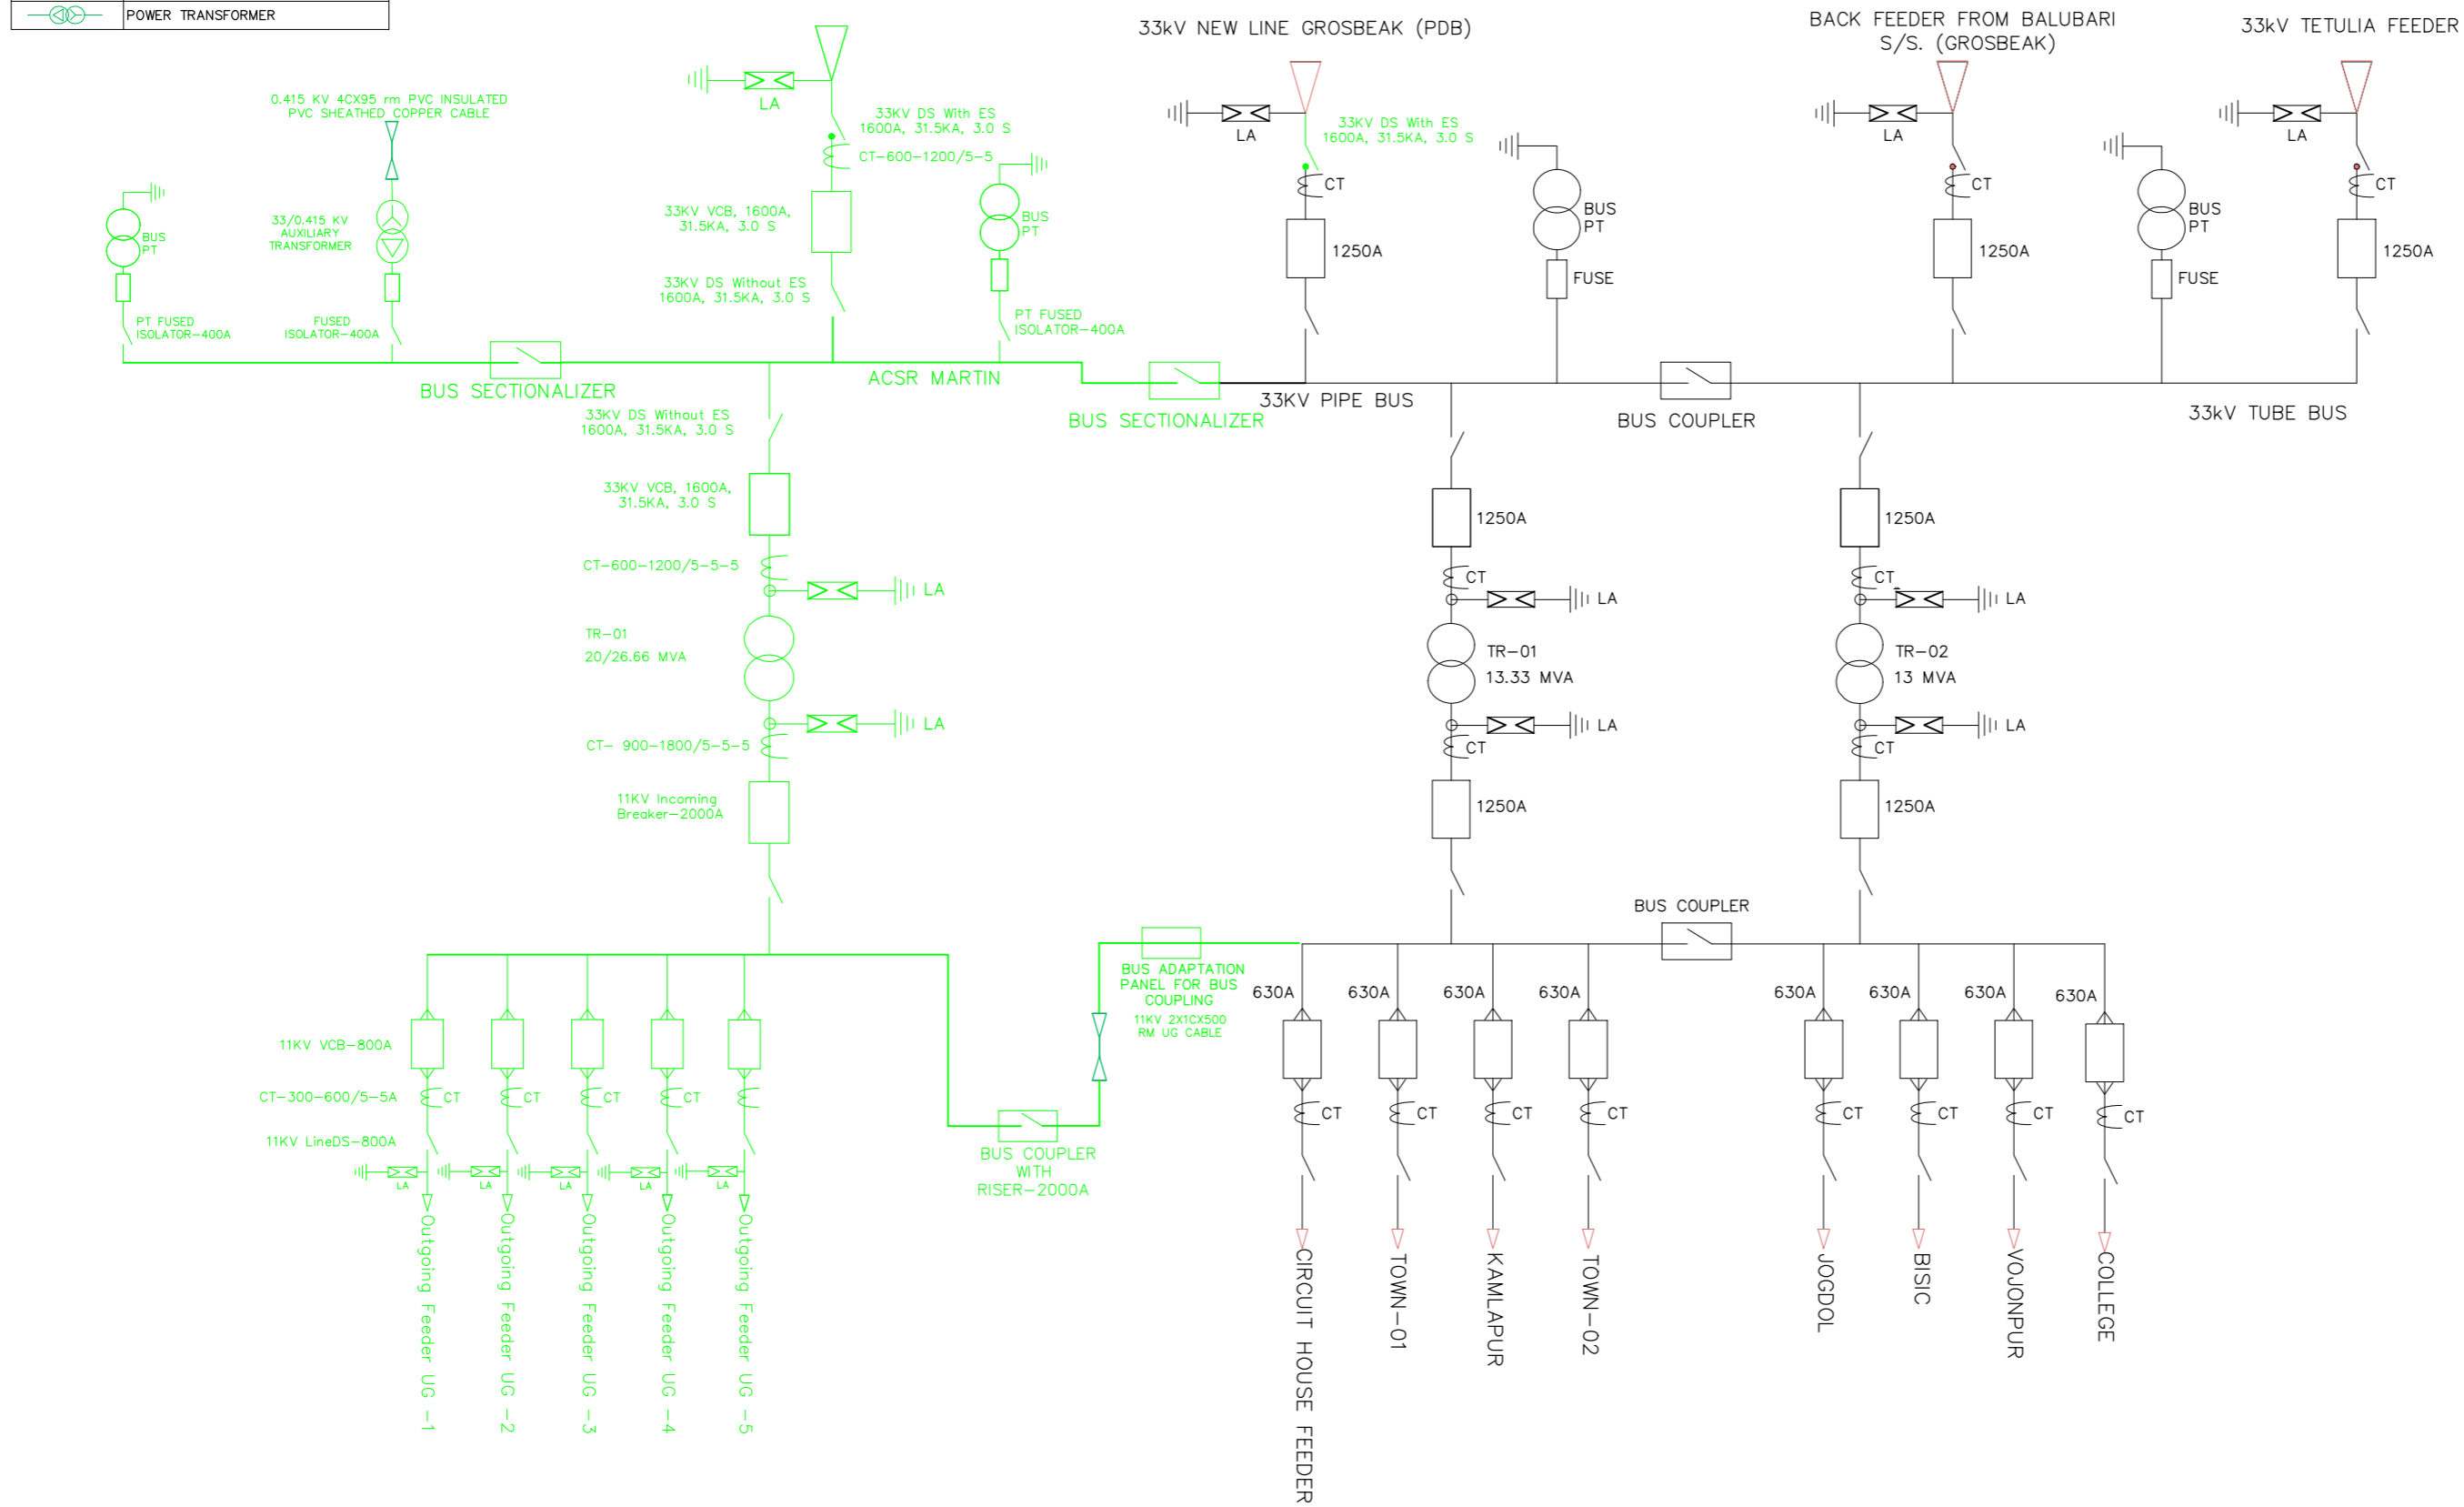 POWER TRANSFORMER
33kV NEW LINE GROSBEAK (PDB)
BACK FEEDER FROM BALUBARI
S/S. (GROSBEAK)
33kV TETULIA FEEDER
0.415 KV 4CX95 rm PVC INSULATED
PVC SHEATHED COPPER CABLE
LA
33KV DS With ES
1600A, 31.5KA, 3.0 S
CT-600-1200/5-5
LA
33KV DS With ES
1600A, 31.5KA, 3.0 S
CT
LA
CT
LA
CT
33/0.415 KV
AUXILIARY
TRANSFORMER
BUS
PT
33KV VCB, 1600A,
31.5KA, 3.0 S
BUS
PT
1250A
BUS
PT
FUSE
1250A
BUS
PT
FUSE
1250A
33KV DS Without ES
1600A, 31.5KA, 3.0 S
PT FUSED
ISOLATOR-400A
FUSED
ISOLATOR-400A
PT FUSED
ISOLATOR-400A
BUS SECTIONALIZER
ACSR MARTIN
BUS SECTIONALIZER
33KV PIPE BUS
BUS COUPLER
33kV TUBE BUS
33KV DS Without ES
1600A, 31.5KA, 3.0 S
33KV VCB, 1600A,
31.5KA, 3.0 S
1250A
1250A
CT-600-1200/5-5-5
LA
CT
LA
CT
LA
TR-01
20/26.66 MVA
TR-01
13.33 MVA
TR-02
13 MVA
LA
LA
LA
CT- 900-1800/5-5-5
CT
CT
11KV Incoming
Breaker-2000A
1250A
1250A
BUS COUPLER
BUS ADAPTATION
PANEL FOR BUS
COUPLING
11KV 2X1CX500
RM UG CABLE
630A
630A
630A
630A
630A
630A
630A
630A
11KV VCB-800A
CT-300-600/5-5A
CT
CT
CT
CT
CT
CT
CT
CT
CT
CT
CT
CT
11KV LineDS-800A
BUS COUPLER
WITH
RISER-2000A
LA
LA
LA
LA
LA
Outgoing Feeder UG -1
Outgoing Feeder UG -2
Outgoing Feeder UG -3
Outgoing Feeder UG -4
Outgoing Feeder UG -5
CIRCUIT HOUSE FEEDER
TOWN-01
KAMLAPUR
TOWN-02
JOGDOL
BISIC
VOJONPUR
COLLEGE